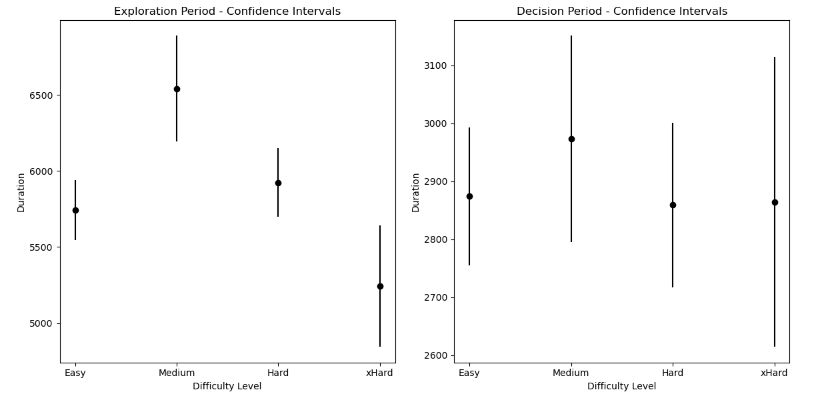 Exploration Period - Confidence Intervals
Duration
6500
6000
5500
5000
Easy Medium Hard xHard
Difficulty Level
Decision Period - Confidence Intervals
Duration
3100
3000
2900
2800
2700
2600
Easy Medium Hard xHard
Difficulty Level